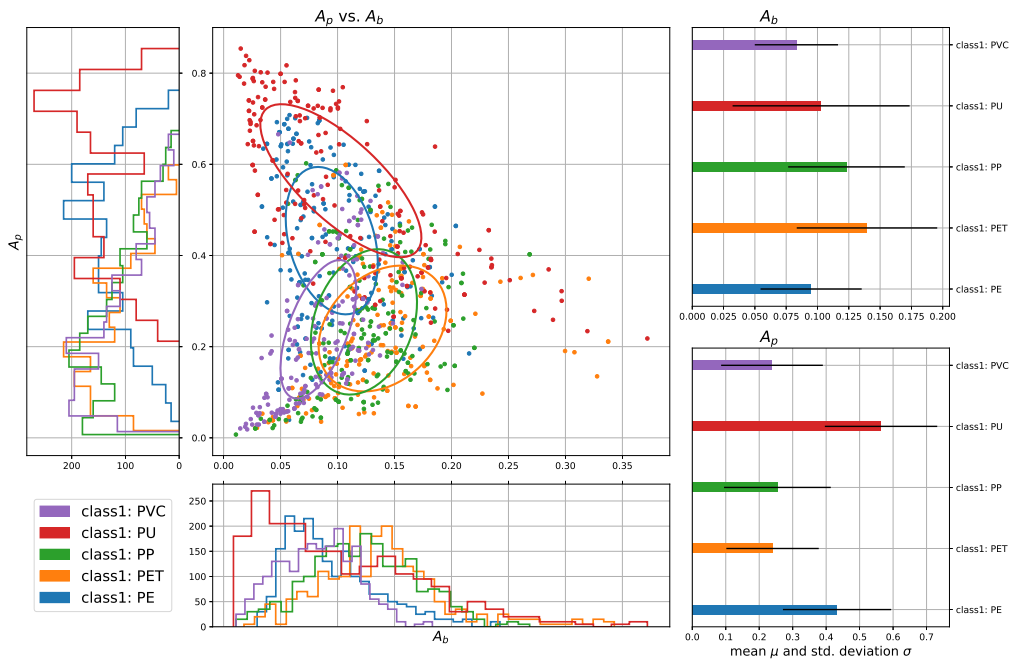 A_p vs. A_b
A_b
0.8
0.6
0.4
0.2
0.0
A_p
200 100 0
0.00 0.05 0.10 0.15 0.20 0.25 0.30 0.35
class1: PVC
class1: PU
class1: PP
class1: PET
class1: PE
0.000 0.025 0.050 0.075 0.100 0.125 0.150 0.175 0.200
A_p
class1: PVC
class1: PU
class1: PP
class1: PET
class1: PE
0.0 0.1 0.2 0.3 0.4 0.5 0.6 0.7
mean μ and std. deviation σ
250
200
150
100
50
0
A_b
class1: PVC
class1: PU
class1: PP
class1: PET
class1: PE